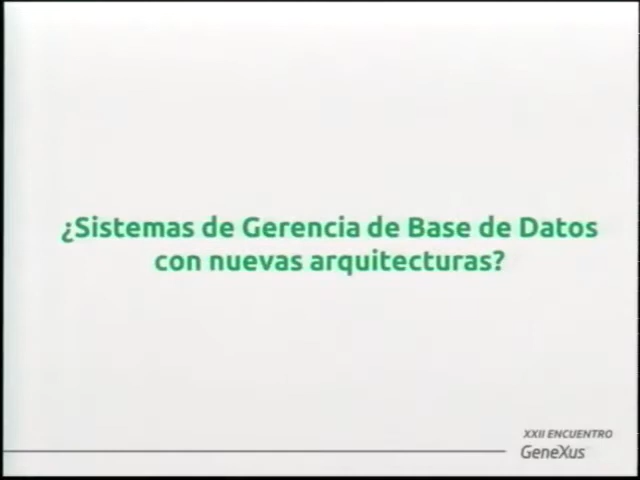 ¿Sistemas de Gerencia de Base de Datos
con nuevas arquitecturas?
XXII ENCUENTRO
GeneXus